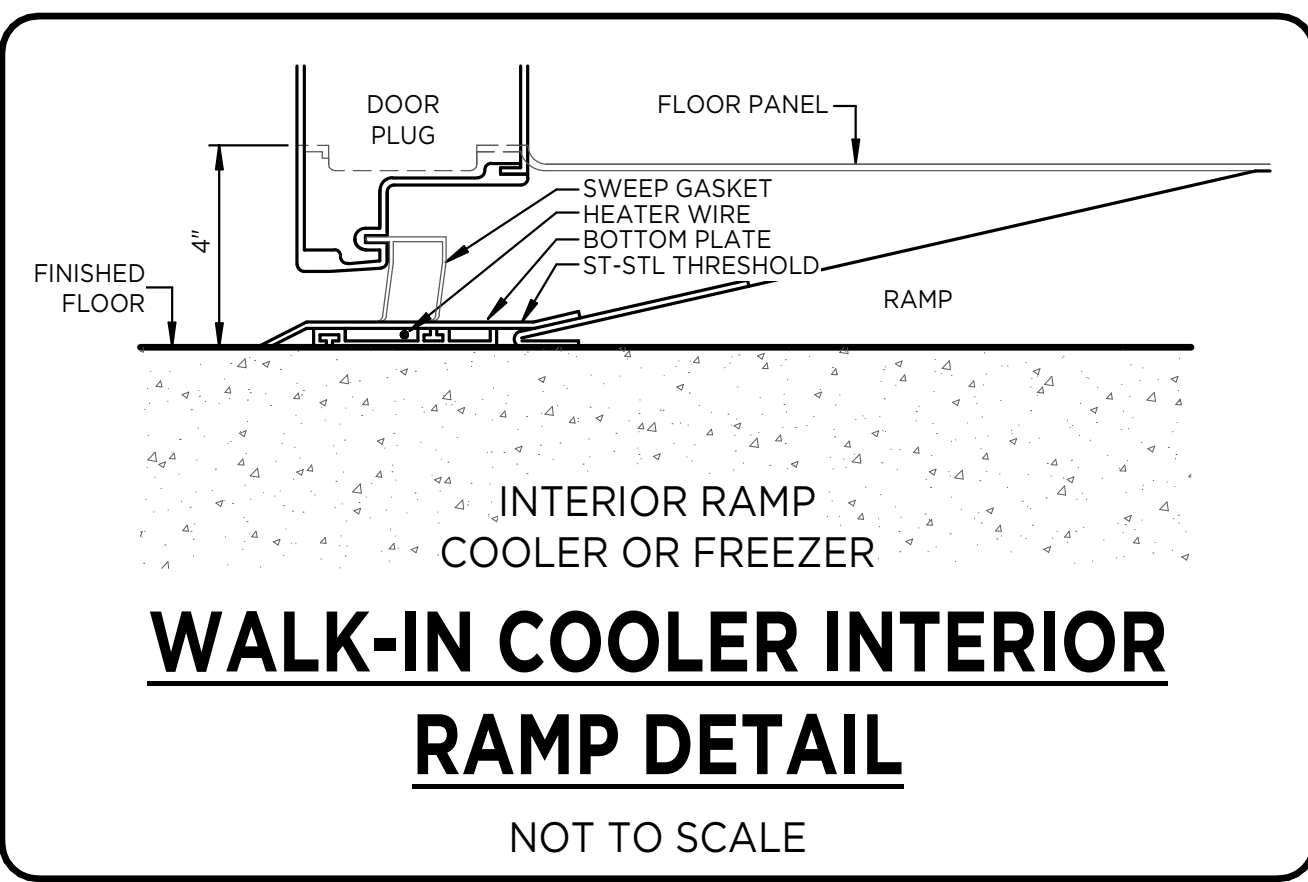 DOOR
PLUG
FLOOR PANEL
SWEEP GASKET
HEATER WIRE
BOTTOM PLATE
ST-STL THRESHOLD
4"
FINISHED
FLOOR
RAMP
INTERIOR RAMP
COOLER OR FREEZER
WALK-IN COOLER INTERIOR
RAMP DETAIL
NOT TO SCALE